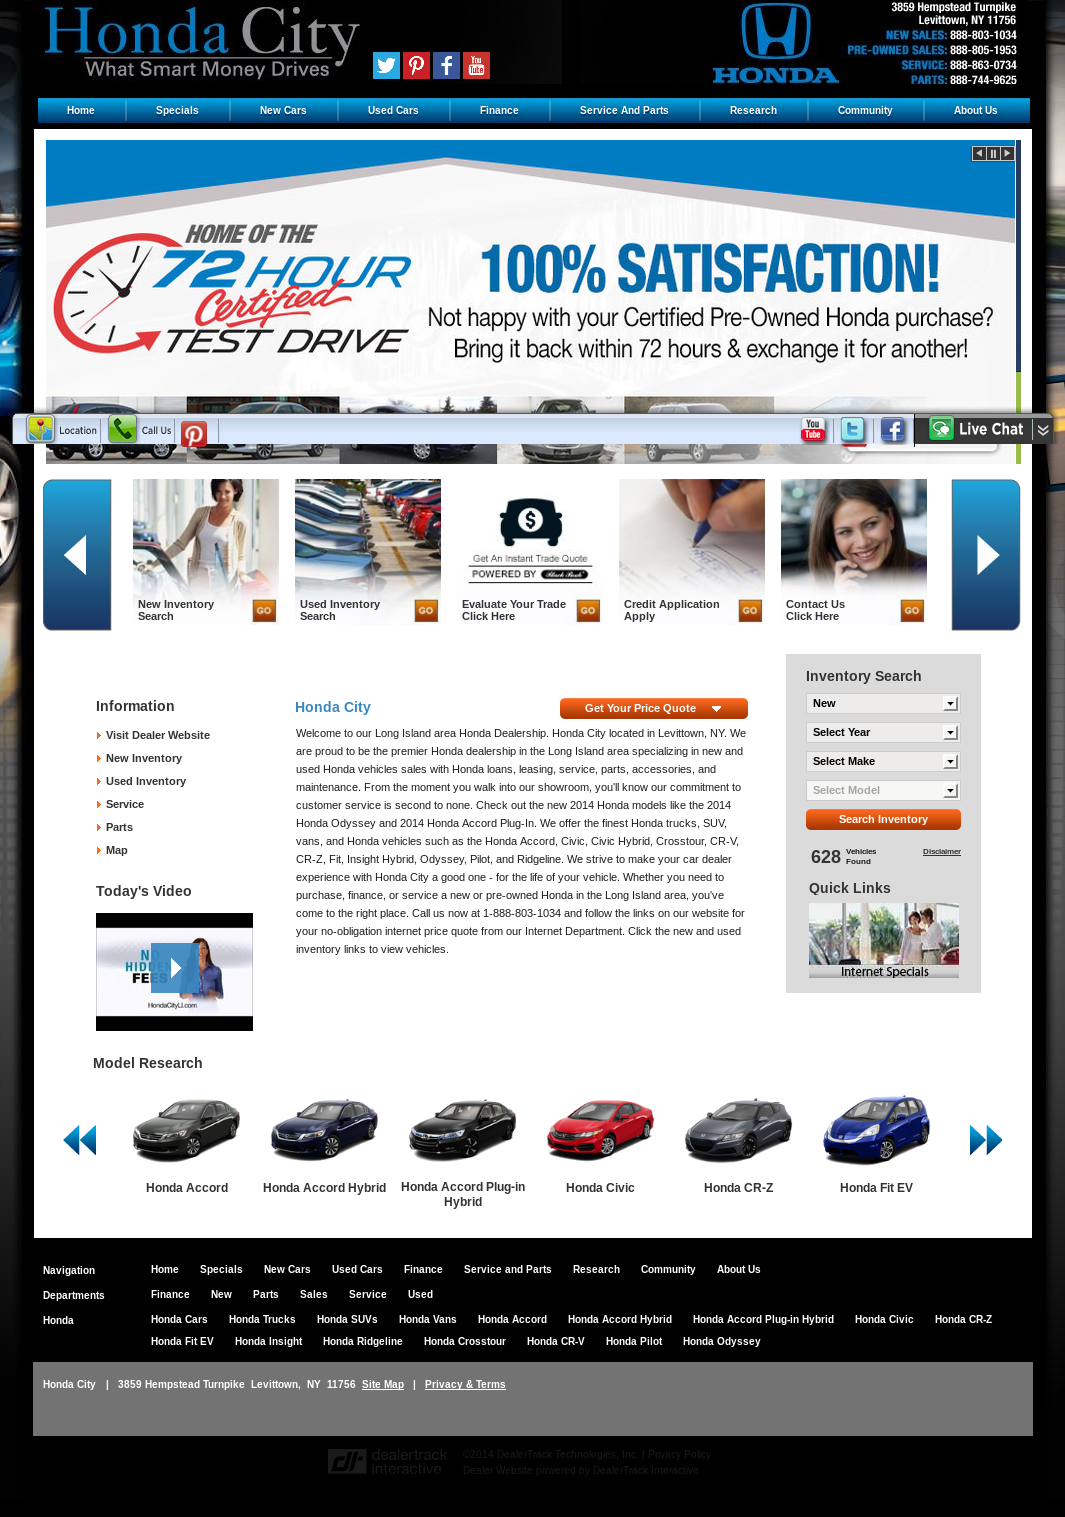 Honda City
What Smart Money Drives
HONDA
3859 Hempstead Turnpike
Levittown, NY 11756
NEW SALES: 888-803-1034
PRE-OWNED SALES: 888-805-1953
SERVICE: 888-863-0734
PARTS: 888-744-9625
You Tube
Home Specials New Cars Used Cars Finance Service And Parts Research Community About Us
HOME OF THE
72 HOUR
Certified
TEST DRIVE
100% SATISFACTION!
Not happy with your Certified Pre-Owned Honda purchase?
Bring it back within 72 hours & exchange it for another!
Location Call Us You Tube Live Chat
Get An Instant Trade Quote
POWERED BY Black Book
New Inventory
Search
GO
Used Inventory
Search
GO
Evaluate Your Trade
Click Here
GO
Credit Application
Apply
GO
Contact Us
Click Here
GO
Information
Visit Dealer Website
New Inventory
Used Inventory
Service
Parts
Map
Today's Video
NO
HIDDEN
FEES
HondaCityLI.com
Honda City
Get Your Price Quote
Welcome to our Long Island area Honda Dealership. Honda City located in Levittown, NY. We
are proud to be the premier Honda dealership in the Long Island area specializing in new and
used Honda vehicles sales with Honda loans, leasing, service, parts, accessories, and
maintenance. From the moment you walk into our showroom, you'll know our commitment to
customer service is second to none. Check out the new 2014 Honda models like the 2014
Honda Odyssey and 2014 Honda Accord Plug-In. We offer the finest Honda trucks, SUV,
vans, and Honda vehicles such as the Honda Accord, Civic, Civic Hybrid, Crosstour, CR-V,
CR-Z, Fit, Insight Hybrid, Odyssey, Pilot, and Ridgeline. We strive to make your car dealer
experience with Honda City a good one - for the life of your vehicle. Whether you need to
purchase, finance, or service a new or pre-owned Honda in the Long Island area, you've
come to the right place. Call us now at 1-888-803-1034 and follow the links on our website for
your no-obligation internet price quote from our Internet Department. Click the new and used
inventory links to view vehicles.
Inventory Search
New
Select Year
Select Make
Select Model
Search Inventory
628 Vehicles Found Disclaimer
Quick Links
Internet Specials
Model Research
Honda Accord
Honda Accord Hybrid
Honda Accord Plug-in
Hybrid
Honda Civic
Honda CR-Z
Honda Fit EV
Navigation Home Specials New Cars Used Cars Finance Service and Parts Research Community About Us
Departments Finance New Parts Sales Service Used
Honda Honda Cars Honda Trucks Honda SUVs Honda Vans Honda Accord Honda Accord Hybrid Honda Accord Plug-in Hybrid Honda Civic Honda CR-Z
Honda Fit EV Honda Insight Honda Ridgeline Honda Crosstour Honda CR-V Honda Pilot Honda Odyssey
Honda City | 3859 Hempstead Turnpike Levittown, NY 11756 Site Map | Privacy & Terms
dealertrack
interactive
©2014 DealerTrack Technologies, Inc. | Privacy Policy
Dealer Website powered by DealerTrack Interactive